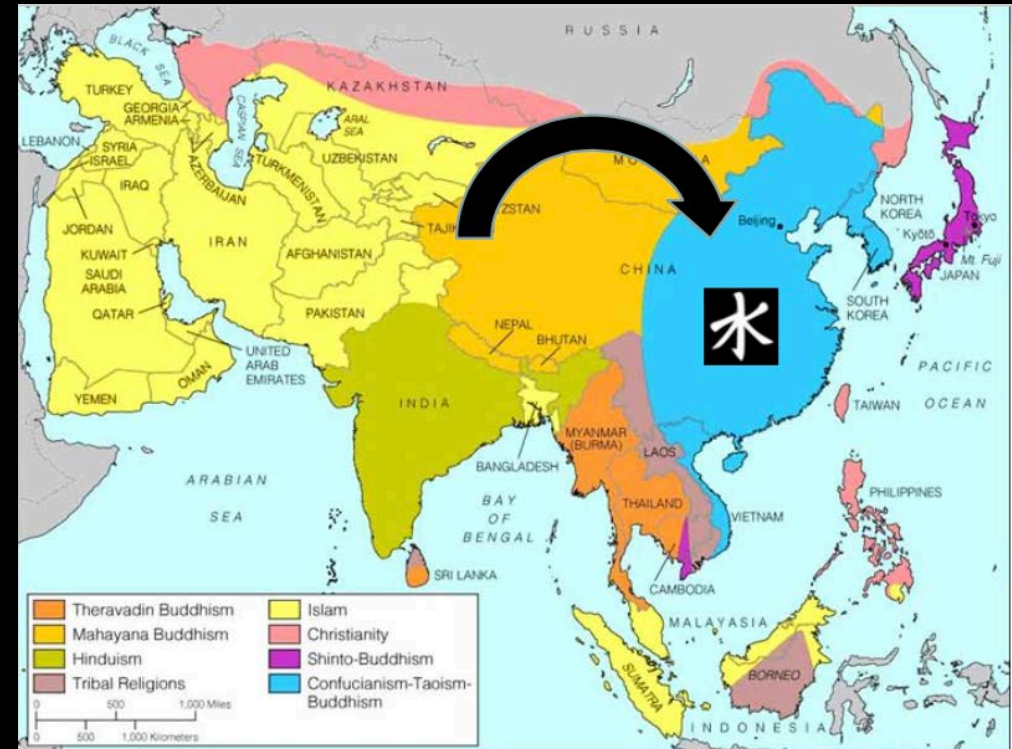 RUSSIA
BLACK
SEA
KAZAKHSTAN
TURKEY
GEORGIA
ARMENIA
CASPIAN SEA
ARAL
SEA
LEBANON
SYRIA
ISRAEL
AZERBAIJAN
TURKMENISTAN
UZBEKISTAN
IRAQ
JORDAN
KUWAIT
SAUDI
ARABIA
QATAR
IRAN
AFGHANISTAN
PAKISTAN
UNITED
ARAB
EMIRATES
OMAN
YEMEN
CHINA
Beijing
NORTH
KOREA
SOUTH
KOREA
Tokyo
Kyōtō
Mt. Fuji
JAPAN
水
NEPAL
BHUTAN
INDIA
MYANMAR
(BURMA)
BANGLADESH
LAOS
THAILAND
VIETNAM
CAMBODIA
TAIWAN
PACIFIC
OCEAN
PHILIPPINES
ARABIAN
SEA
BAY
OF
BENGAL
SRI LANKA
MALAYASIA
SUMATRA
BORNEO
INDONESIA
Theravadin Buddhism
Mahayana Buddhism
Hinduism
Tribal Religions
Islam
Christianity
Shinto-Buddhism
Confucianism-Taoism-
Buddhism
0 500 1,000 Miles
0 500 1,000 Kilometers